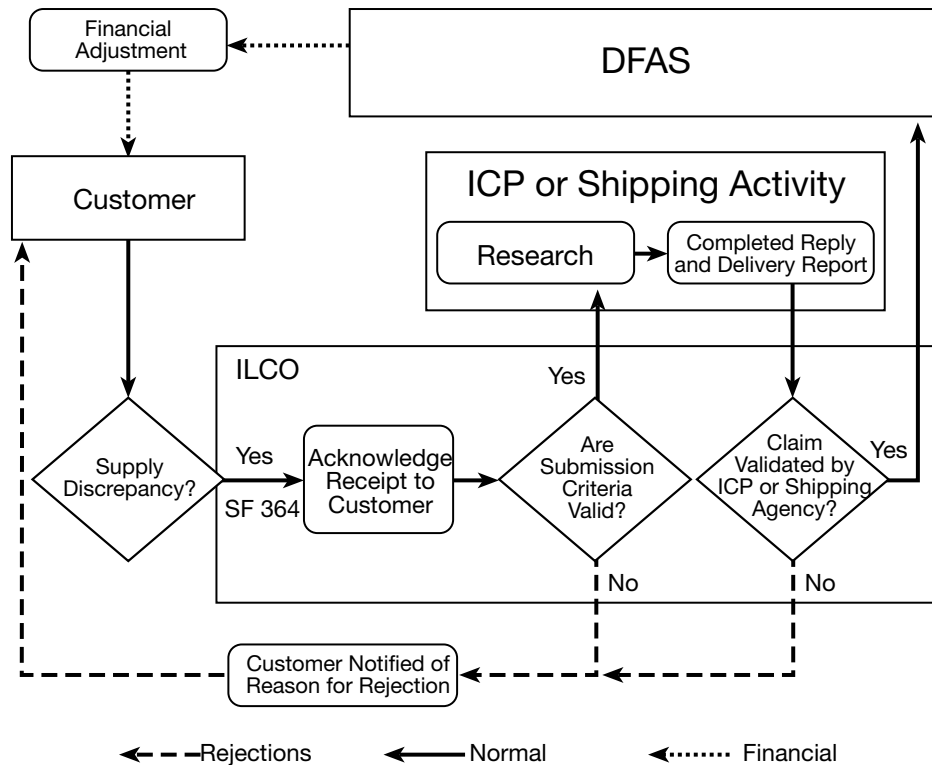 Financial
Adjustment
DFAS
Customer
ICP or Shipping Activity
Research
Completed Reply
and Delivery Report
ILCO
Yes
Supply
Discrepancy?
Yes
SF 364
Acknowledge
Receipt to
Customer
Are
Submission
Criteria
Valid?
Claim
Validated by
ICP or Shipping
Agency?
Yes
No
No
Customer Notified of
Reason for Rejection
Rejections
Normal
Financial